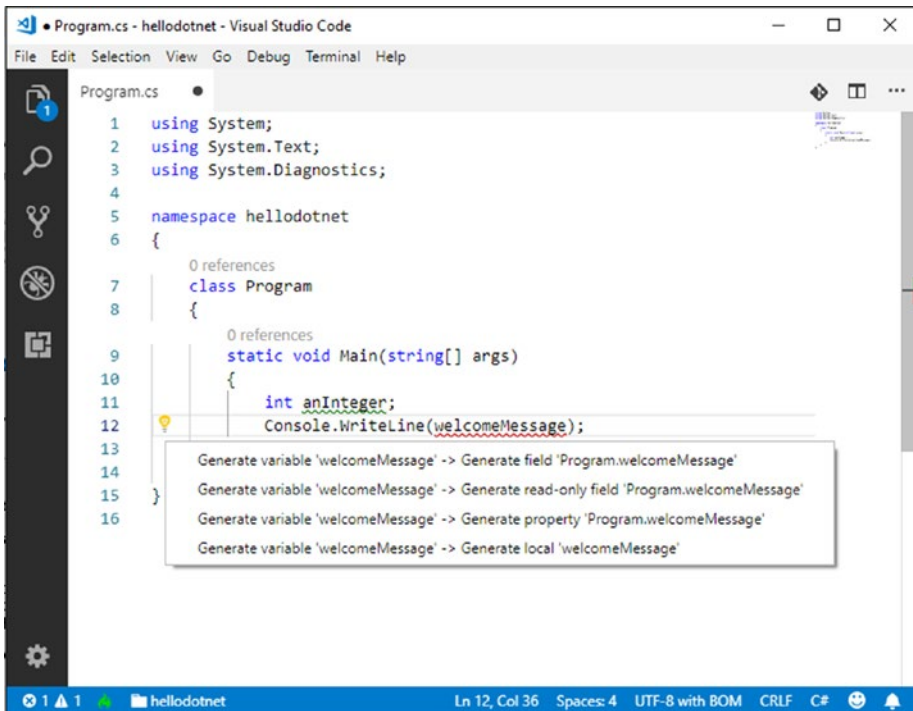 ● Program.cs - hellodotnet - Visual Studio Code
File Edit Selection View Go Debug Terminal Help
1
Program.cs ●
1 using System;
2 using System.Text;
3 using System.Diagnostics;
4
5 namespace hellodotnet
6 {
0 references
7 class Program
8 {
0 references
9 static void Main(string[] args)
10 {
11 int anInteger;
12 Console.WriteLine(welcomeMessage);
13
Generate variable 'welcomeMessage' -> Generate field 'Program.welcomeMessage'
14
Generate variable 'welcomeMessage' -> Generate read-only field 'Program.welcomeMessage'
15 }
Generate variable 'welcomeMessage' -> Generate property 'Program.welcomeMessage'
16
Generate variable 'welcomeMessage' -> Generate local 'welcomeMessage'
1 1 hellodotnet Ln 12, Col 36 Spaces: 4 UTF-8 with BOM CRLF C#